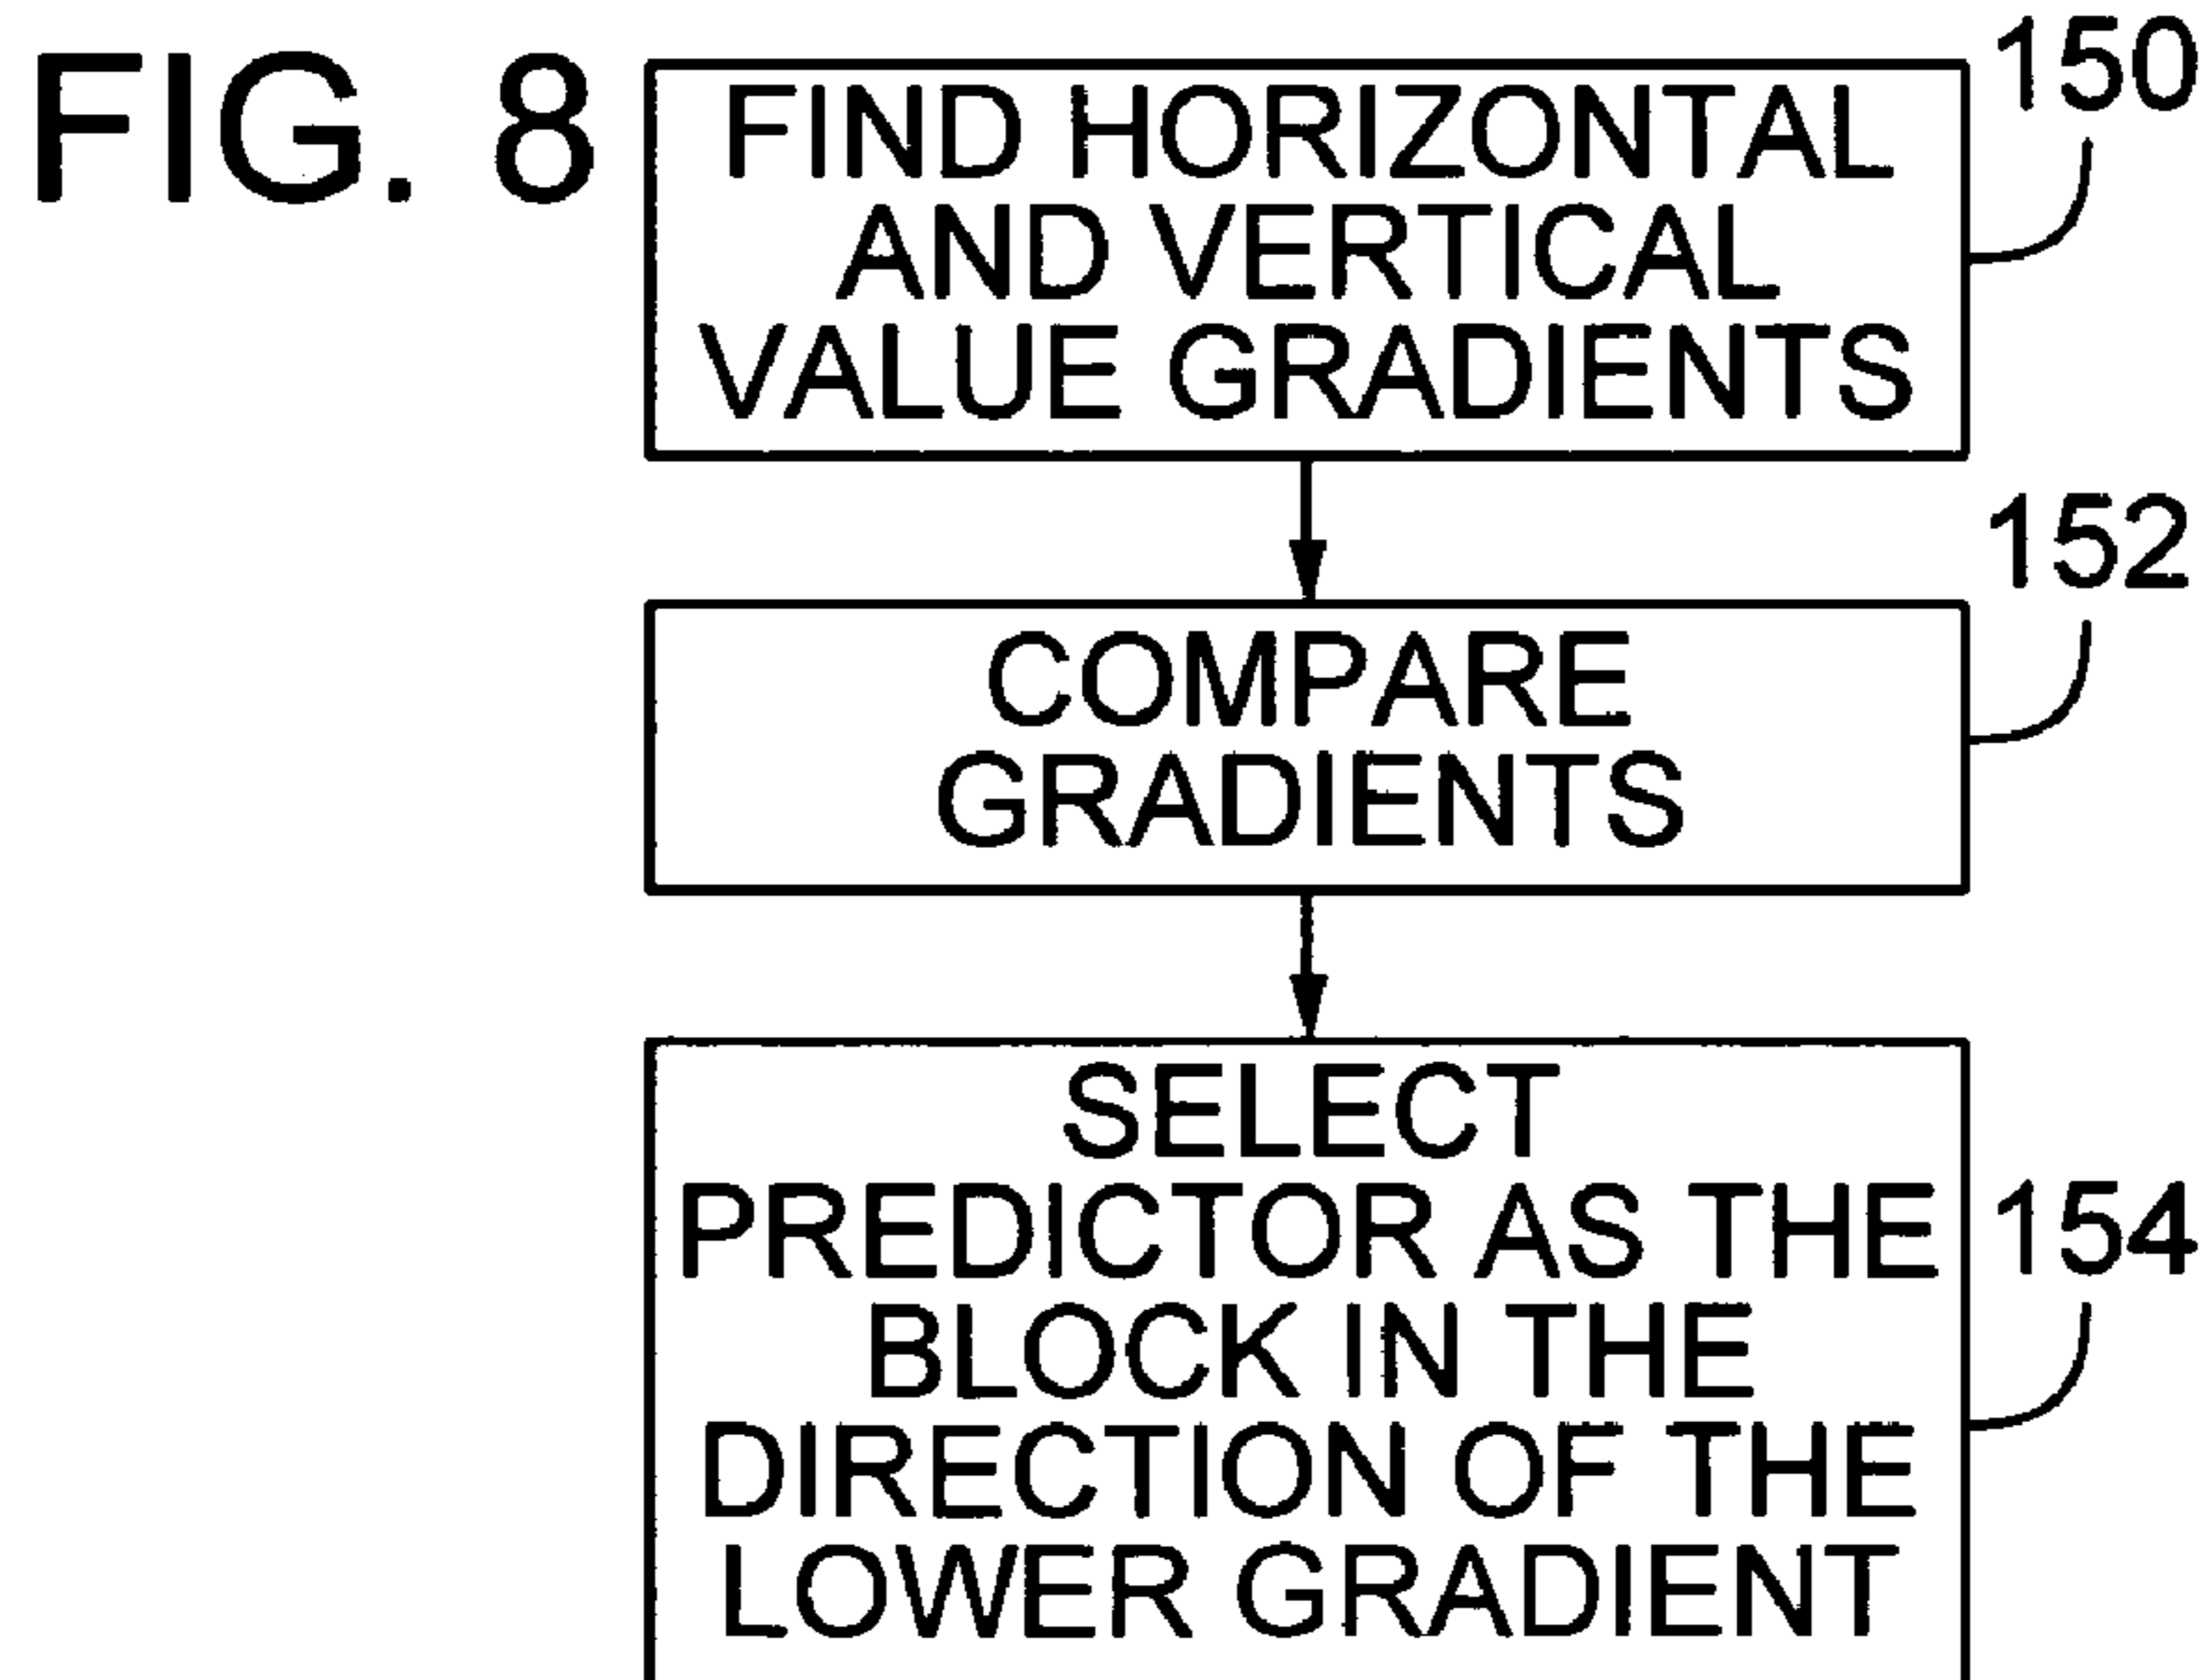 FIG. 8
150
FIND HORIZONTAL
AND VERTICAL
VALUE GRADIENTS
152
COMPARE
GRADIENTS
SELECT
PREDICTOR AS THE
154
BLOCK IN THE
DIRECTION OF THE
LOWER GRADIENT